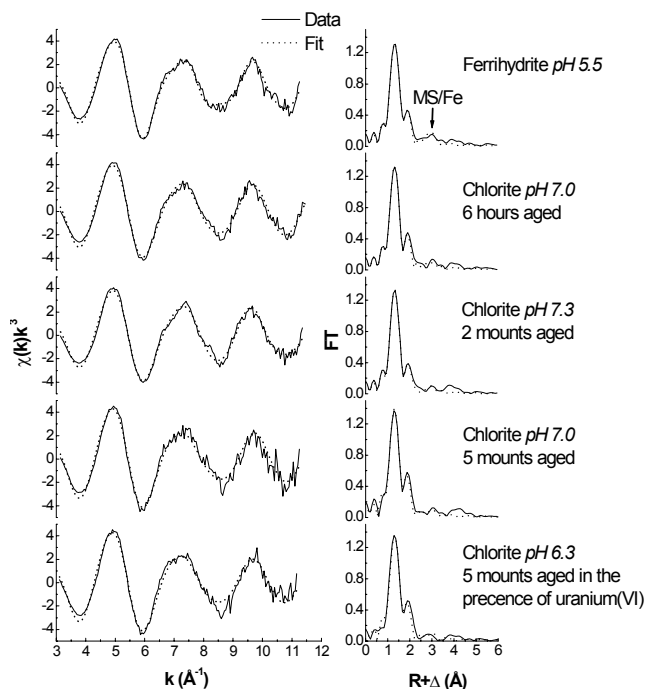 Data
Fit
4
2
0
-2
-4
4
2
0
-2
-4
4
2
0
-2
-4
4
2
0
-2
-4
4
2
0
-2
-4
χ(k)k³
3 4 5 6 7 8 9 10 11 12
k (Å⁻¹)
1.6
1.2
0.8
0.4
0.0
1.2
0.8
0.4
0.0
1.2
0.8
0.4
0.0
1.2
0.8
0.4
0.0
1.2
0.8
0.4
0.0
FT
0 1 2 3 4 5 6
R+Δ (Å)
Ferrihydrite pH 5.5
MS/Fe
Chlorite pH 7.0
6 hours aged
Chlorite pH 7.3
2 mounts aged
Chlorite pH 7.0
5 mounts aged
Chlorite pH 6.3
5 mounts aged in the
precence of uranium(VI)